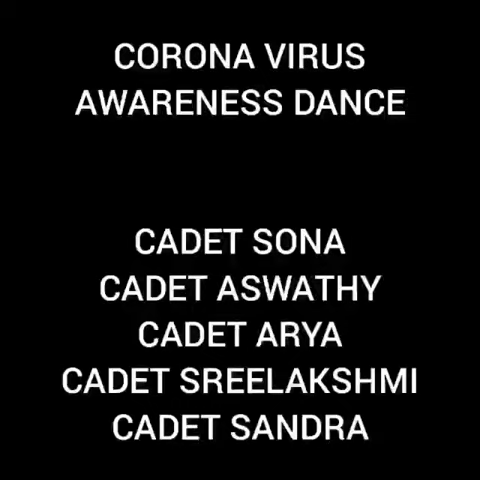 CORONA VIRUS
AWARENESS DANCE
CADET SONA
CADET ASWATHY
CADET ARYA
CADET SREELAKSHMI
CADET SANDRA